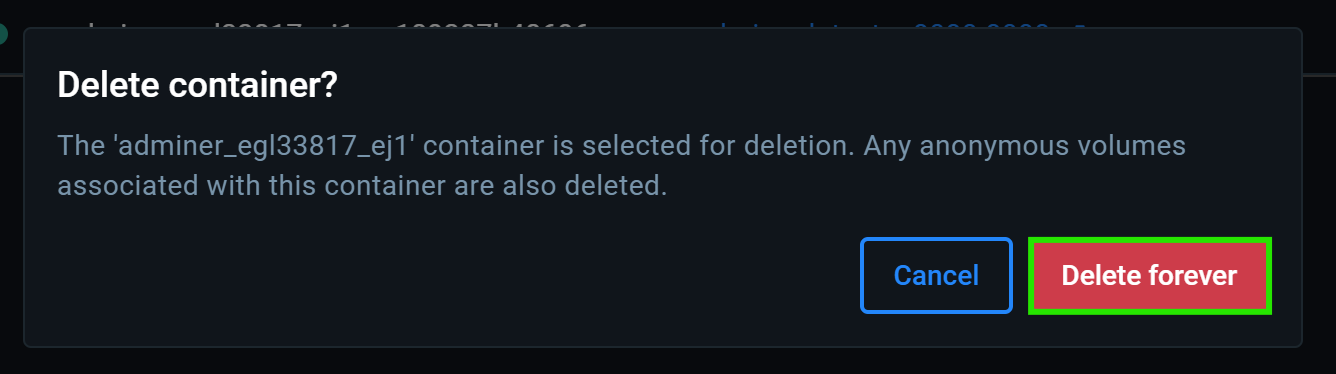 Delete container?
The 'adminer_egl33817_ej1' container is selected for deletion. Any anonymous volumes
associated with this container are also deleted.
Cancel
Delete forever